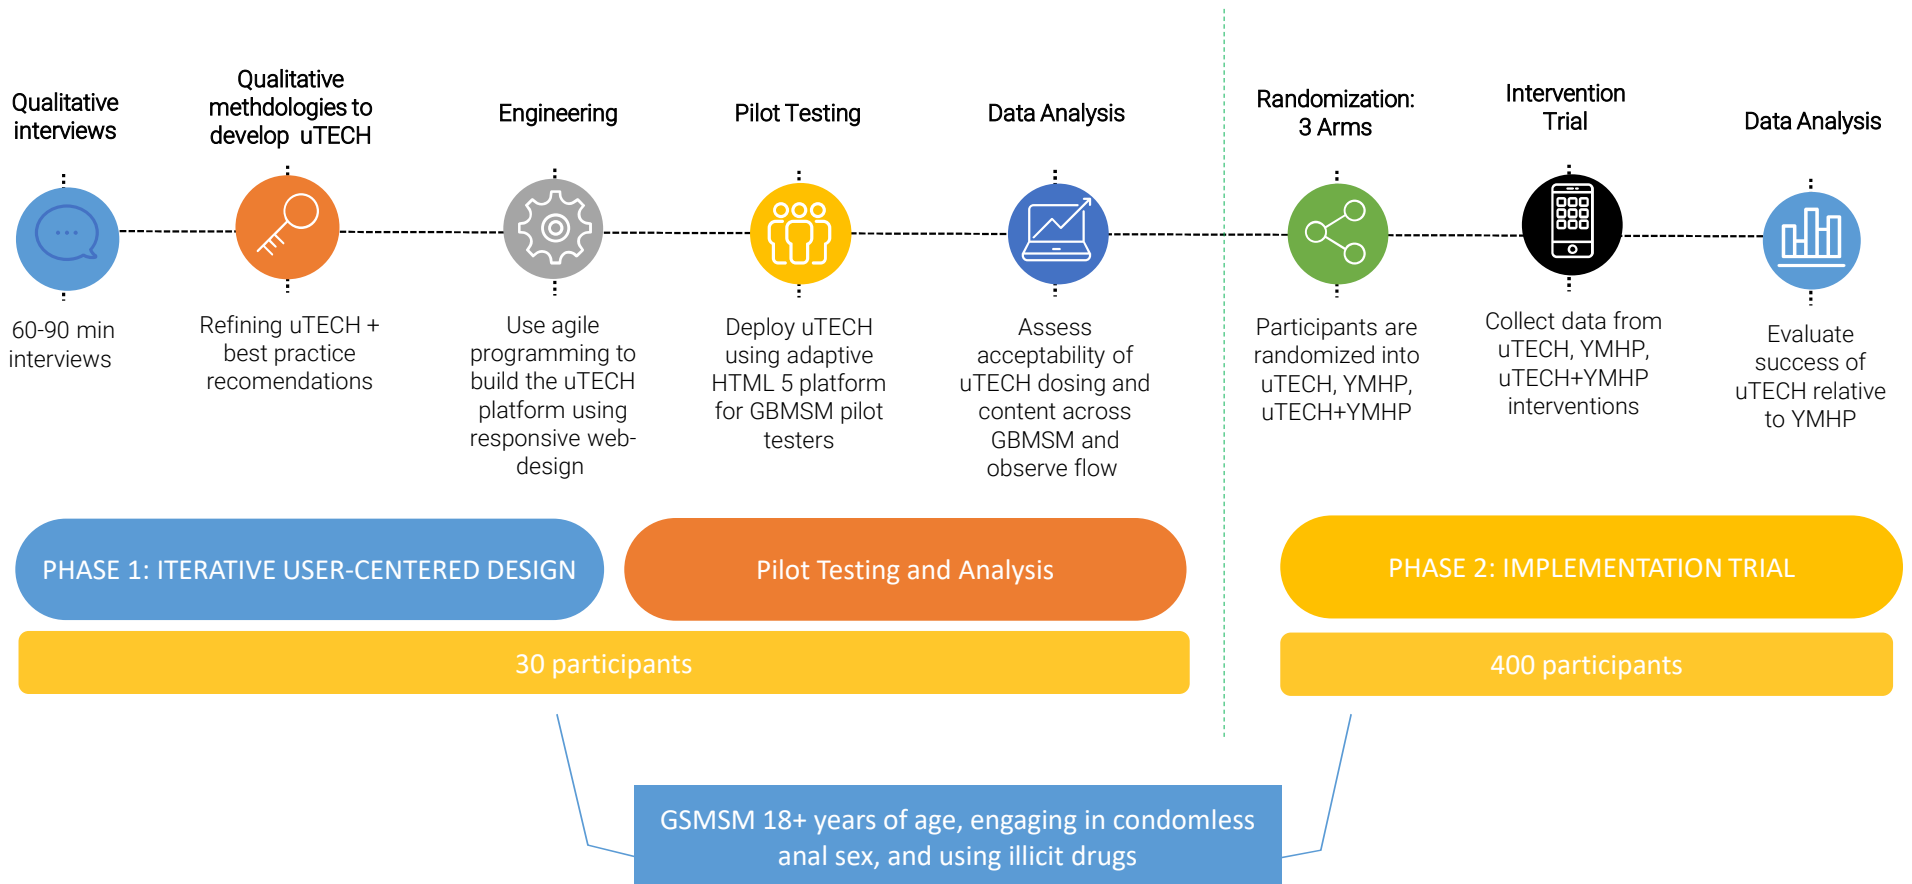 Qualitative
interviews
60-90 min
interviews
Qualitative
methdologies to
develop uTECH
Refining uTECH +
best practice
recomendations
Engineering
Use agile
programming to
build the uTECH
platform using
responsive web-
design
Pilot Testing
Deploy uTECH
using adaptive
HTML 5 platform
for GBMSM pilot
testers
Data Analysis
Assess
acceptability of
uTECH dosing and
content across
GBMSM and
observe flow
Randomization:
3 Arms
Participants are
randomized into
uTECH, YMHP,
uTECH+YMHP
Intervention
Trial
Collect data from
uTECH, YMHP,
uTECH+YMHP
interventions
Data Analysis
Evaluate
success of
uTECH relative
to YMHP
PHASE 1: ITERATIVE USER-CENTERED DESIGN
Pilot Testing and Analysis
PHASE 2: IMPLEMENTATION TRIAL
30 participants
400 participants
GSMSM 18+ years of age, engaging in condomless
anal sex, and using illicit drugs